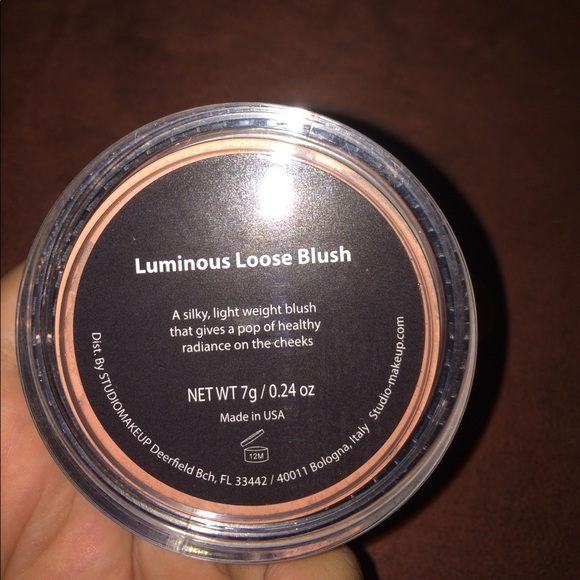 Luminous Loose Blush
A silky, light weight blush
that gives a pop of healthy
radiance on the cheeks
NET WT 7g / 0.24 oz
Made in USA
12M
Dist. By STUDIOMAKEUP Deerfield Bch, FL 33442 / 40011 Bologna, Italy Studio-makeup.com